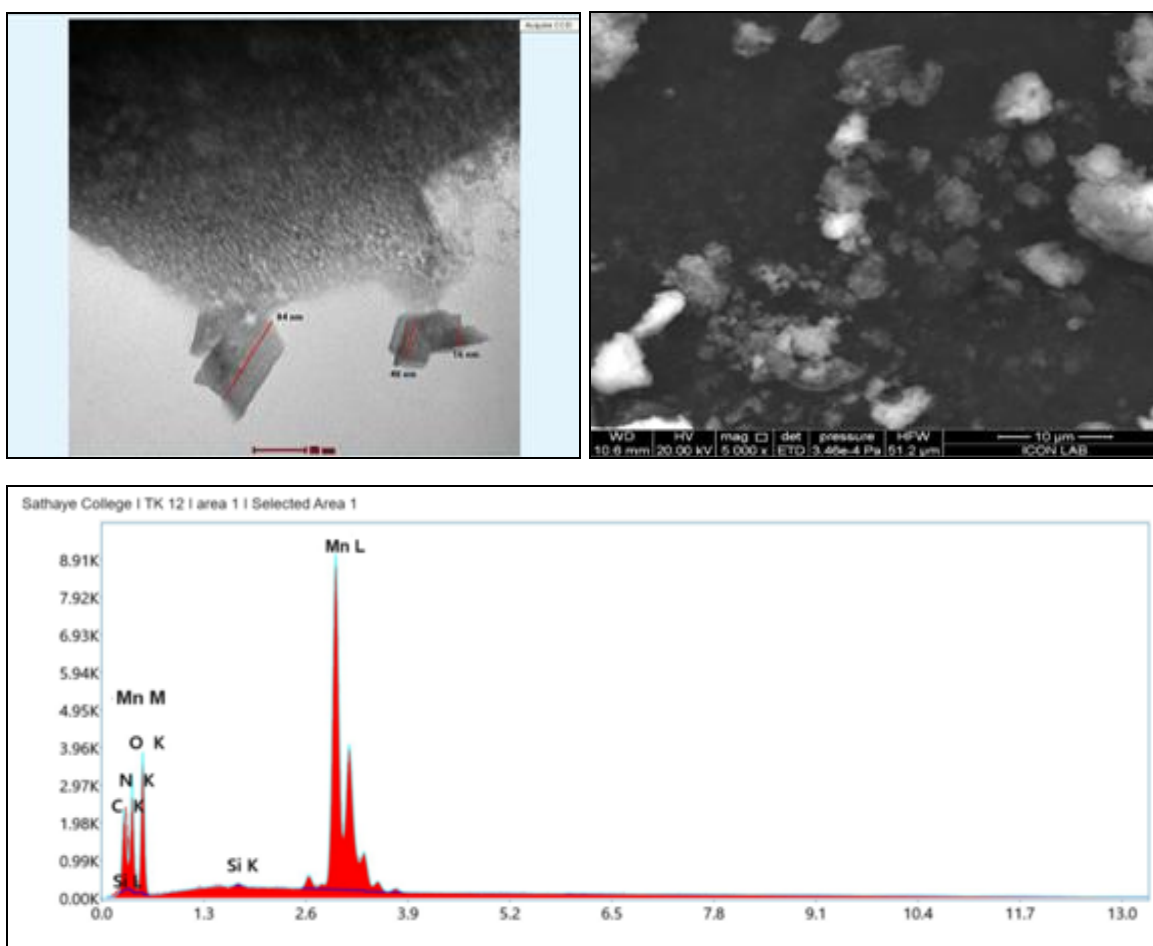 Acquire CCD
84 nm
16 nm
WD HV mag det pressure HFW 10 µm
10.6 mm 20.00 kV 5 000 x ETD 3.46e-4 Pa 51.2 µm ICON LAB
Sathaye College I TK 12 I area 1 I Selected Area 1
Mn L
8.91K
7.92K
6.93K
5.94K
Mn M
4.95K
O K
3.96K
N K
2.97K
C K
1.98K
Si K
0.99K
Si L
0.00K
0.0 1.3 2.6 3.9 5.2 6.5 7.8 9.1 10.4 11.7 13.0